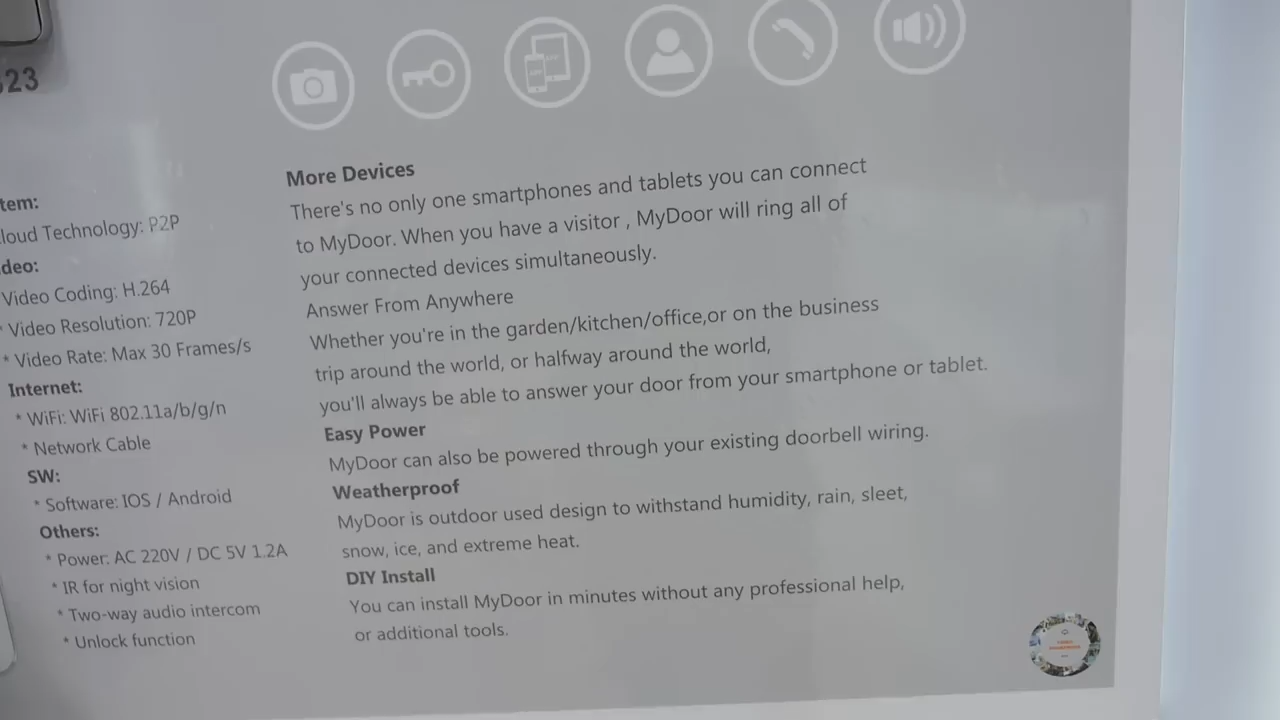 23
tem:
loud Technology: P2P
deo:
Video Coding: H.264
* Video Resolution: 720P
* Video Rate: Max 30 Frames/s
Internet:
* WiFi: WiFi 802.11a/b/g/n
* Network Cable
SW:
* Software: IOS / Android
Others:
* Power: AC 220V / DC 5V 1.2A
* IR for night vision
* Two-way audio intercom
* Unlock function
More Devices
There's no only one smartphones and tablets you can connect
to MyDoor. When you have a visitor , MyDoor will ring all of
your connected devices simultaneously.
Answer From Anywhere
Whether you're in the garden/kitchen/office,or on the business
trip around the world, or halfway around the world,
you'll always be able to answer your door from your smartphone or tablet.
Easy Power
MyDoor can also be powered through your existing doorbell wiring.
Weatherproof
MyDoor is outdoor used design to withstand humidity, rain, sleet,
snow, ice, and extreme heat.
DIY Install
You can install MyDoor in minutes without any professional help,
or additional tools.